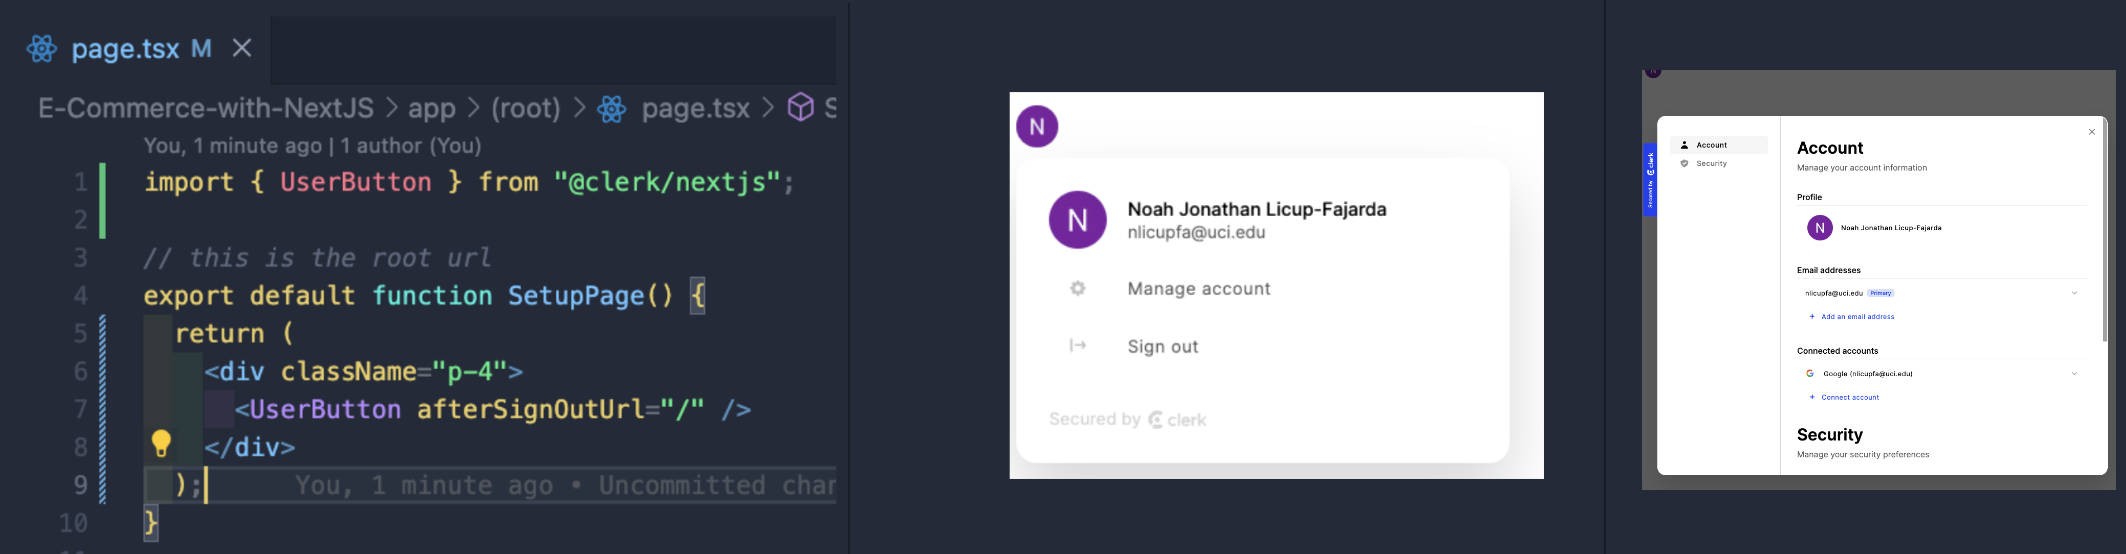 page.tsx M
E-Commerce-with-NextJS > app > (root) > page.tsx > S
You, 1 minute ago | 1 author (You)
1 import { UserButton } from "@clerk/nextjs";
2
3 // this is the root url
4 export default function SetupPage() {
5 return (
6 <div className="p-4">
7 <UserButton afterSignOutUrl="/" />
8 </div>
9 ); You, 1 minute ago • Uncommitted char
10 }
N
N
Noah Jonathan Licup-Fajarda
nlicupfa@uci.edu
Manage account
Sign out
Secured by clerk
N
Secured by clerk
Account
Security
Account
Manage your account information
Profile
N Noah Jonathan Licup-Fajarda
Email addresses
nlicupfa@uci.edu Primary
+ Add an email address
Connected accounts
G Google (nlicupfa@uci.edu)
+ Connect account
Security
Manage your security preferences